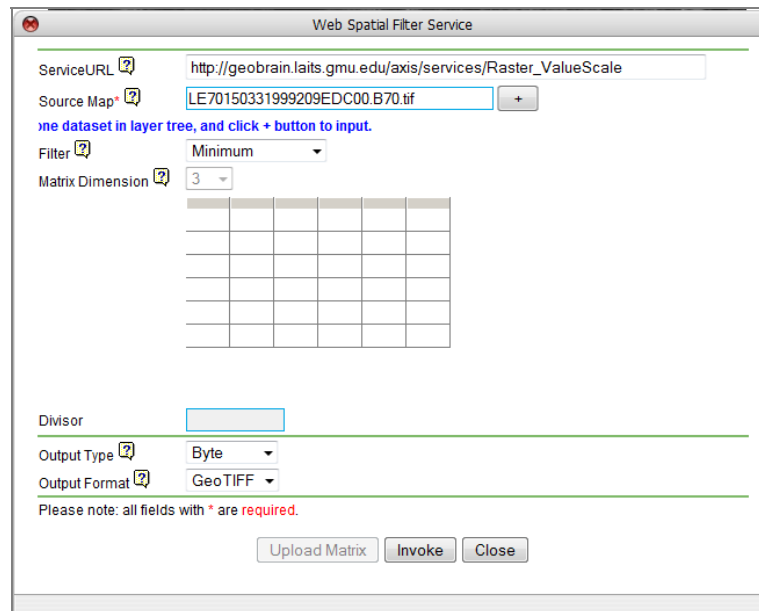 Web Spatial Filter Service
ServiceURL ? http://geobrain.laits.gmu.edu/axis/services/Raster_ValueScale
Source Map* ? LE70150331999209EDC00.B70.tif +
one dataset in layer tree, and click + button to input.
Filter ? Minimum
Matrix Dimension ? 3
Divisor
Output Type ? Byte
Output Format ? GeoTIFF
Please note: all fields with * are required.
Upload Matrix Invoke Close